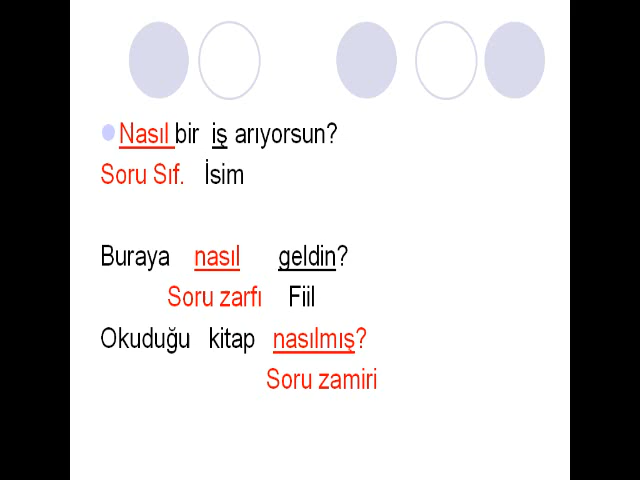 Nasıl bir iş arıyorsun?
Soru Sıf. İsim
Buraya nasıl geldin?
Soru zarfı Fiil
Okuduğu kitap nasılmış?
Soru zamiri